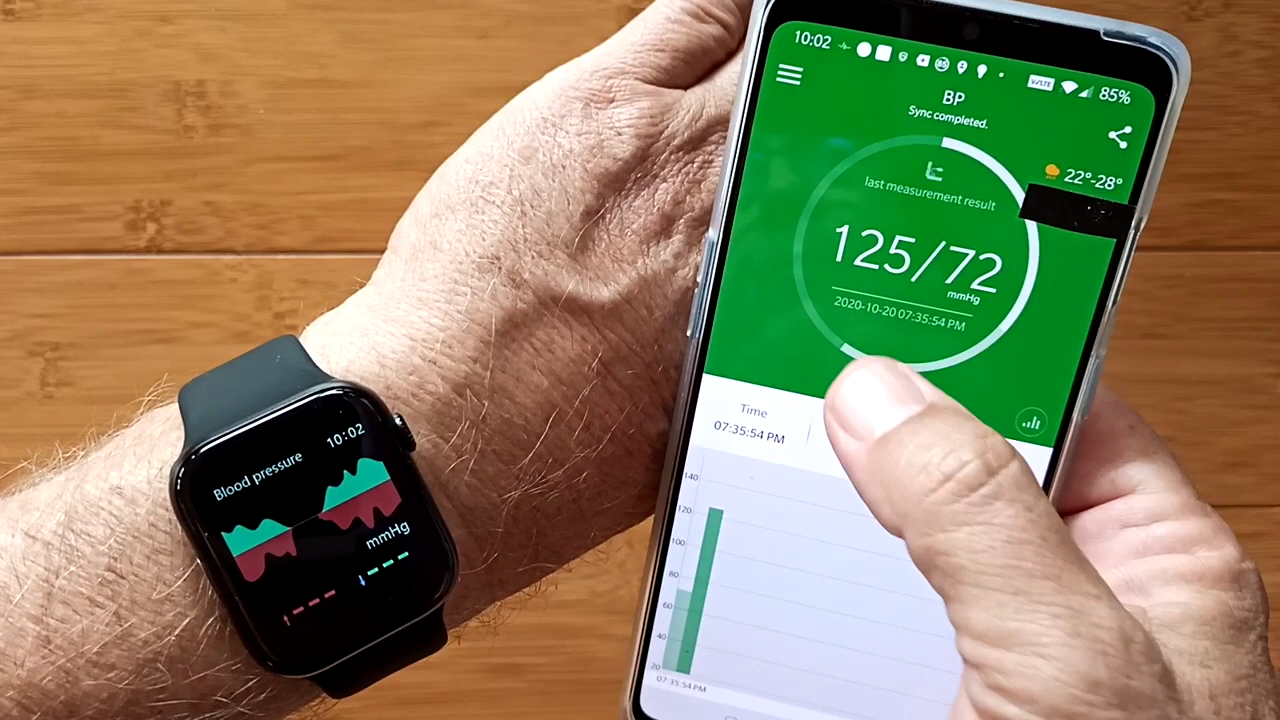 10:02
VoLTE
85%
BP
Sync completed.
22°-28°
last measurement result
125/72
mmHg
2020-10-20 07:35:54 PM
Time
07:35:54 PM
140
120
100
80
60
40
20
07:35:54 PM
10:02
Blood pressure
mmHg